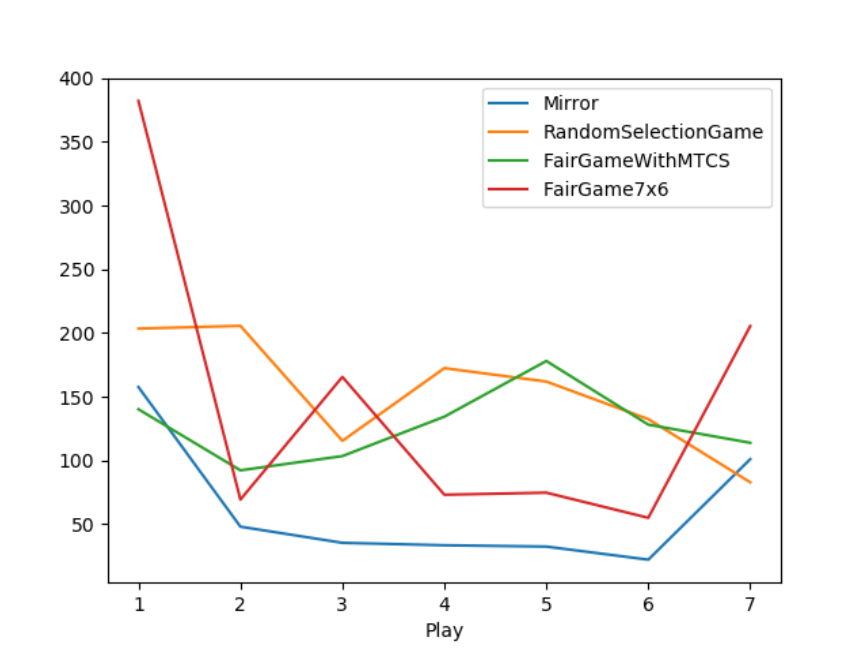 400
350
300
250
200
150
100
50
Mirror
RandomSelectionGame
FairGameWithMTCS
FairGame7x6
1 2 3 4 5 6 7
Play